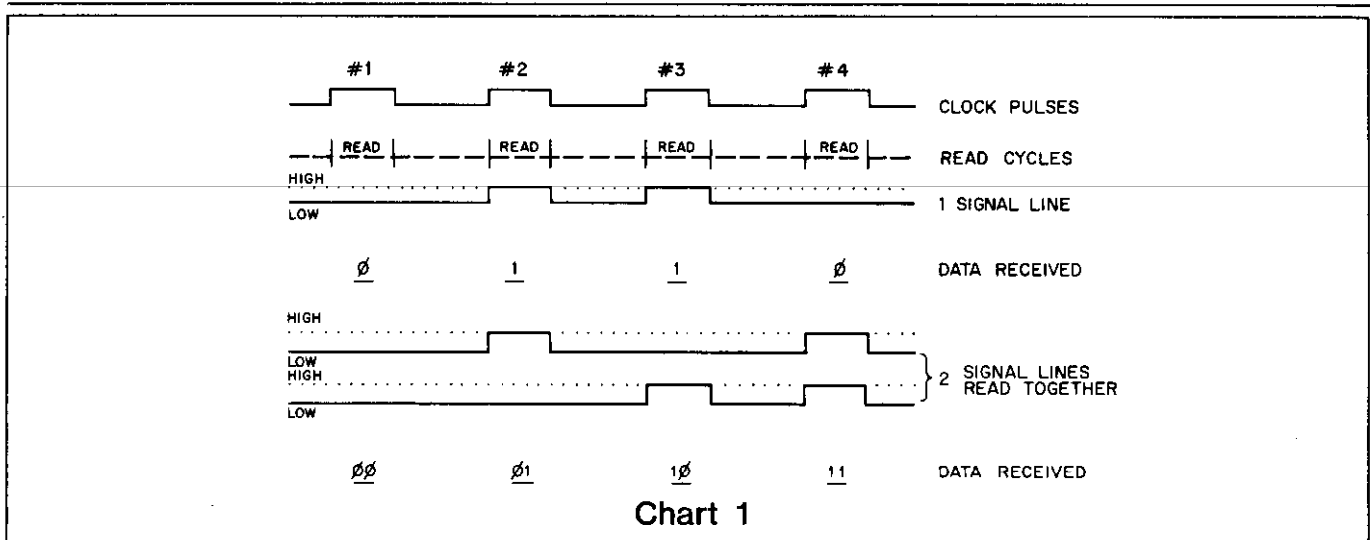 #1 #2 #3 #4
CLOCK PULSES
READ READ READ READ
READ CYCLES
HIGH
1 SIGNAL LINE
LOW
Ø 1 1 Ø DATA RECEIVED
HIGH
LOW
HIGH
2 SIGNAL LINES
READ TOGETHER
LOW
ØØ Ø1 1Ø 11 DATA RECEIVED
Chart 1